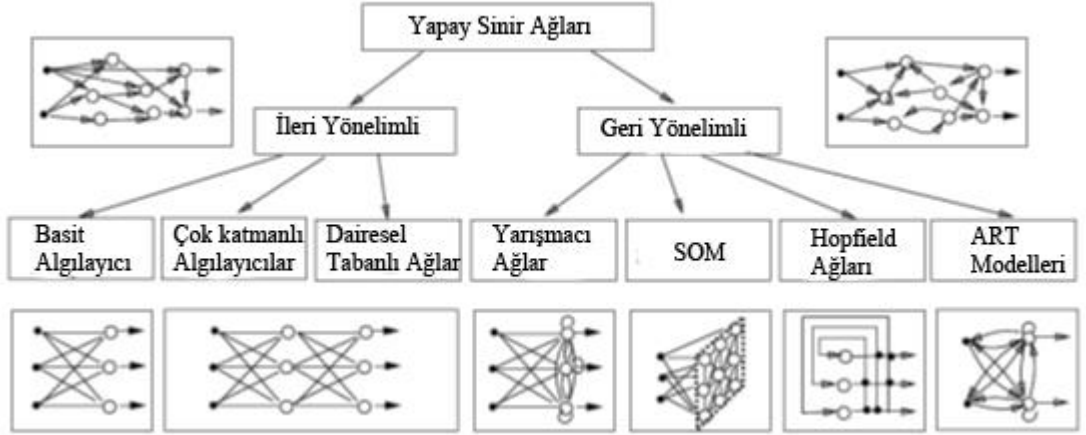 Yapay Sinir Ağları
İleri Yönelimli
Geri Yönelimli
Basit
Algılayıcı
Çok katmanlı
Algılayıcılar
Dairesel
Tabanlı Ağlar
Yarışmacı
Ağlar
SOM
Hopfield
Ağları
ART
Modelleri